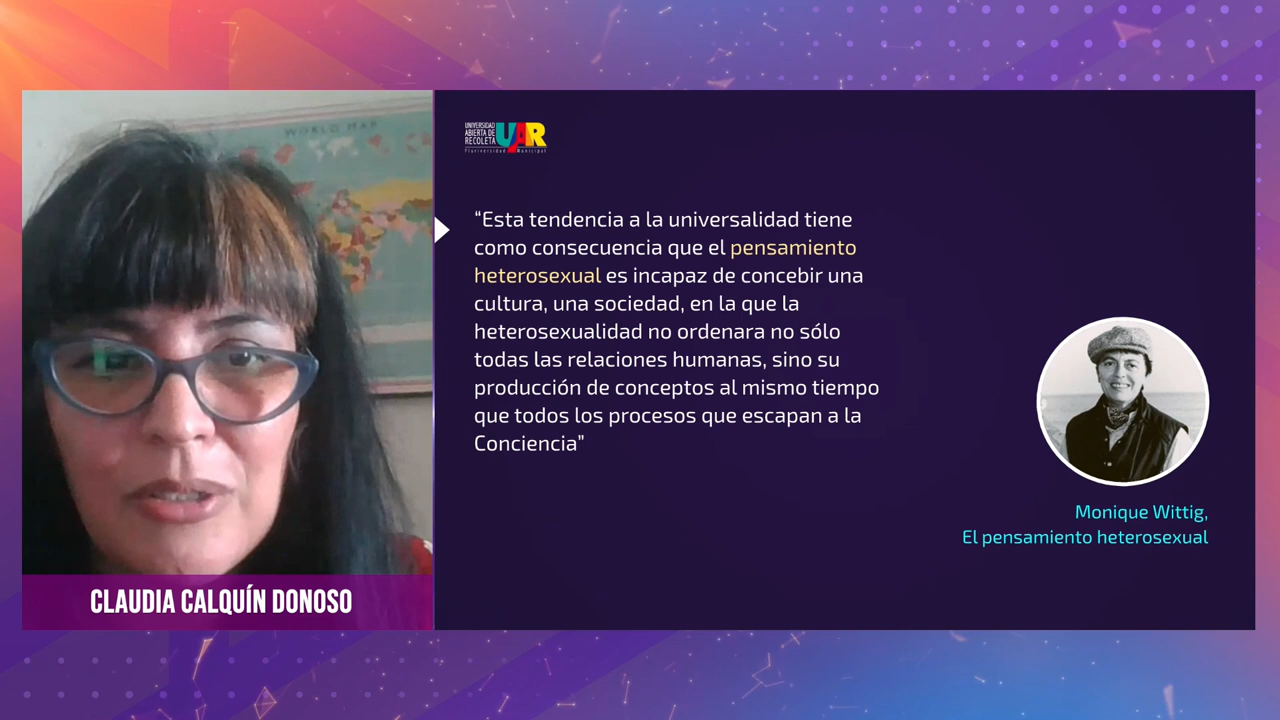 WORLD MAP
UNIVERSIDAD
ABIERTA DE
RECOLETA
UAR
Pluriversidad Municipal
“Esta tendencia a la universalidad tiene
como consecuencia que el pensamiento
heterosexual es incapaz de concebir una
cultura, una sociedad, en la que la
heterosexualidad no ordenara no sólo
todas las relaciones humanas, sino su
producción de conceptos al mismo tiempo
que todos los procesos que escapan a la
Conciencia”
Monique Wittig,
El pensamiento heterosexual
CLAUDIA CALQUÍN DONOSO